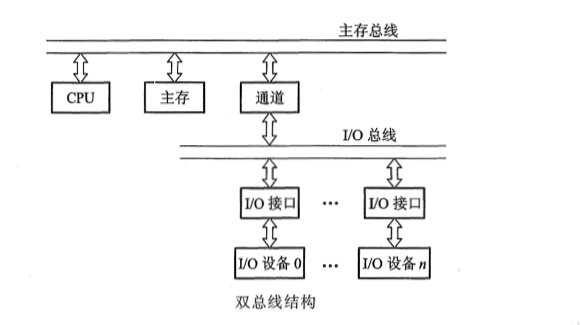 主存总线
CPU 主存 通道
I/O 总线
I/O 接口 … I/O 接口
I/O 设备 0 … I/O 设备 n
双总线结构